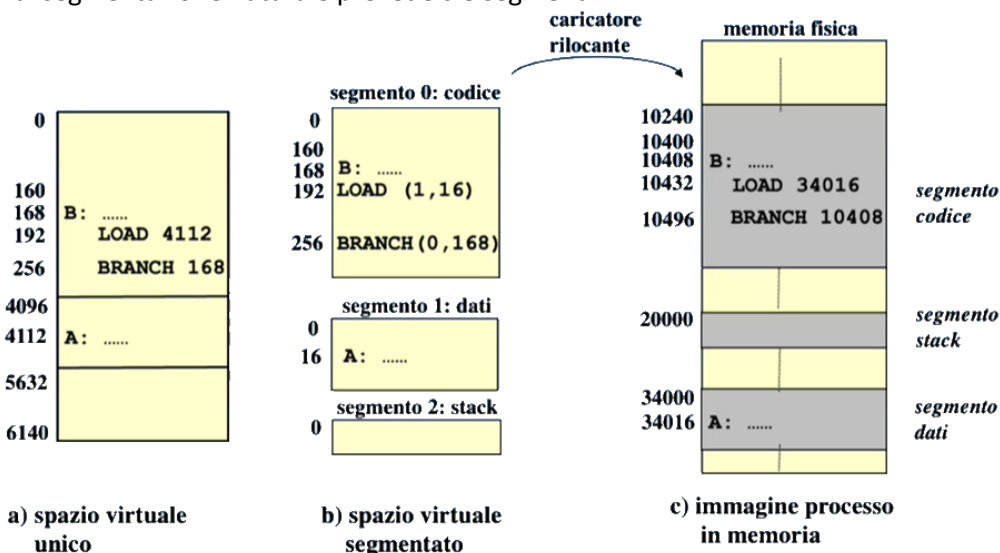 caricatore
rilocante
memoria fisica
segmento 0: codice
0
160
168 B: ......
192 LOAD 4112
256 BRANCH 168
4096
4112 A: ......
5632
6140
0
160
168 B: ......
192 LOAD (1,16)
256 BRANCH(0,168)
segmento 1: dati
0
16 A: ......
segmento 2: stack
0
10240
10400
10408 B: ......
10432 LOAD 34016
10496 BRANCH 10408
segmento
codice
20000
segmento
stack
34000
34016 A: ......
segmento
dati
a) spazio virtuale
unico
b) spazio virtuale
segmentato
c) immagine processo
in memoria